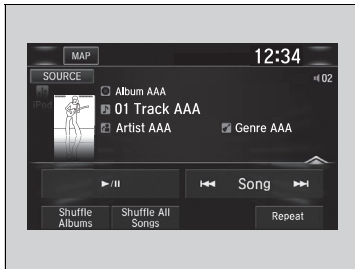 MAP
12:34
SOURCE
02
iPod
Album AAA
01 Track AAA
Artist AAA
Genre AAA
Song
Shuffle Albums
Shuffle All Songs
Repeat